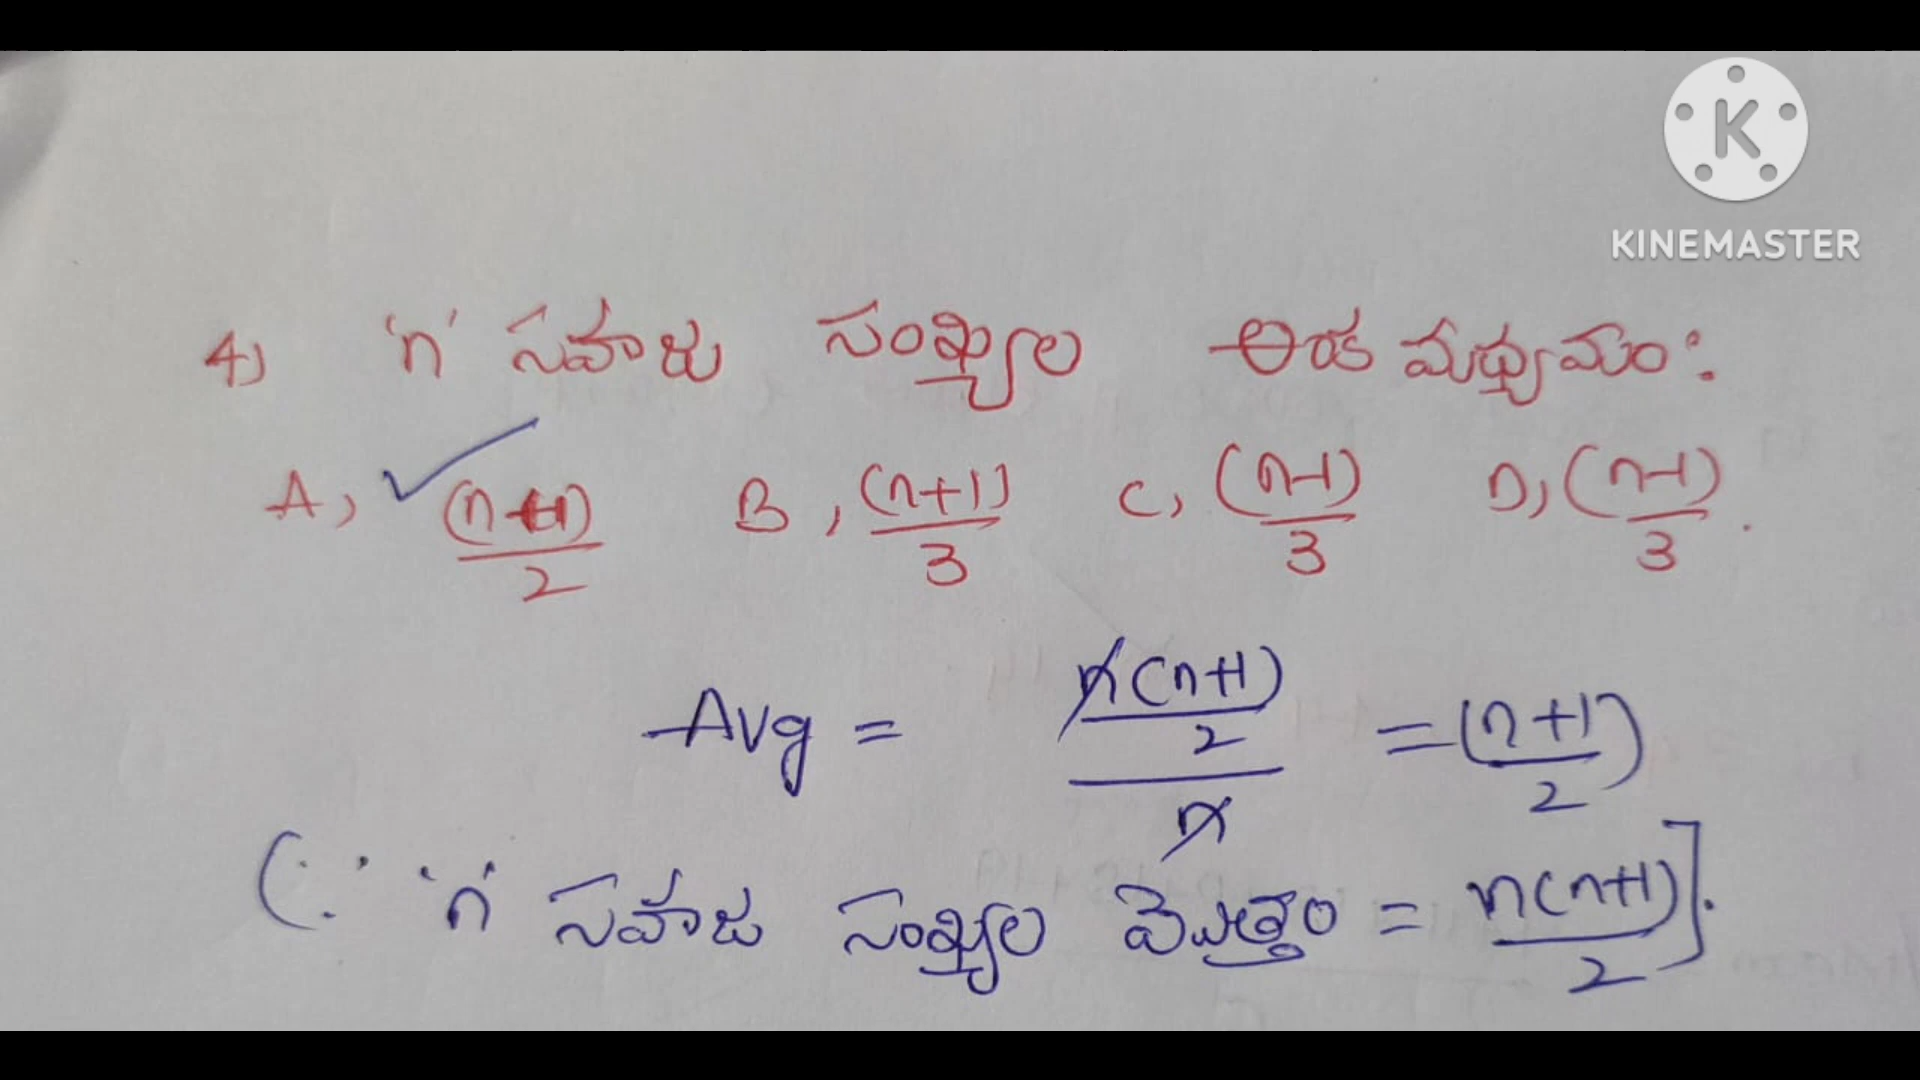 K
KINEMASTER
4) 'n' సహజ సంఖ్యల అంకమధ్యమం:
A) ✓ (n+1)/2 B) (n+1)/3 C) (n-1)/3 D) (n-1)/3.
Avg = (n(n+1)/2)/n = (n+1)/2
(∵ 'n' సహజ సంఖ్యల మొత్తం = n(n+1)/2].